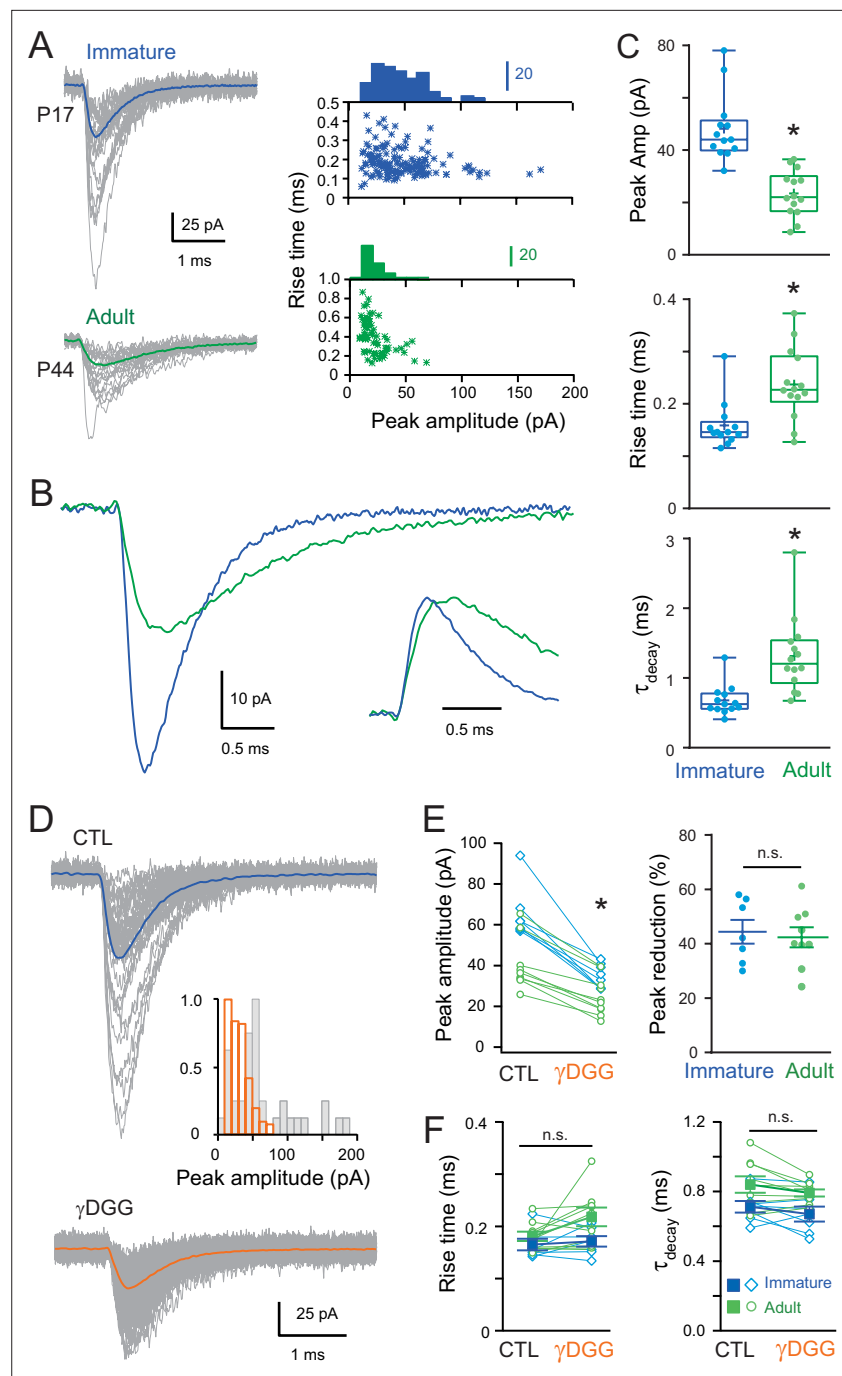 A
Immature
P17
25 pA
1 ms
Adult
P44
20
0.5
0.4
0.3
0.2
0.1
0
Rise time (ms)
20
1.0
0.8
0.6
0.4
0.2
0
0 50 100 150 200
Peak amplitude (pA)
B
10 pA
0.5 ms
0.5 ms
C
80
40
0
Peak Amp (pA)
*
0.4
0.2
0
Rise time (ms)
*
3
2
1
0
τdecay (ms)
*
Immature Adult
D
CTL
1.0
0.5
0.0
0 100 200
Peak amplitude (pA)
γDGG
25 pA
1 ms
E
100
80
60
40
20
0
Peak amplitude (pA)
*
CTL γDGG
80
60
40
20
0
Peak reduction (%)
n.s.
Immature Adult
F
0.4
0.2
0
Rise time (ms)
n.s.
CTL γDGG
1.2
0.8
0.4
0.0
τdecay (ms)
n.s.
Immature
Adult
CTL γDGG